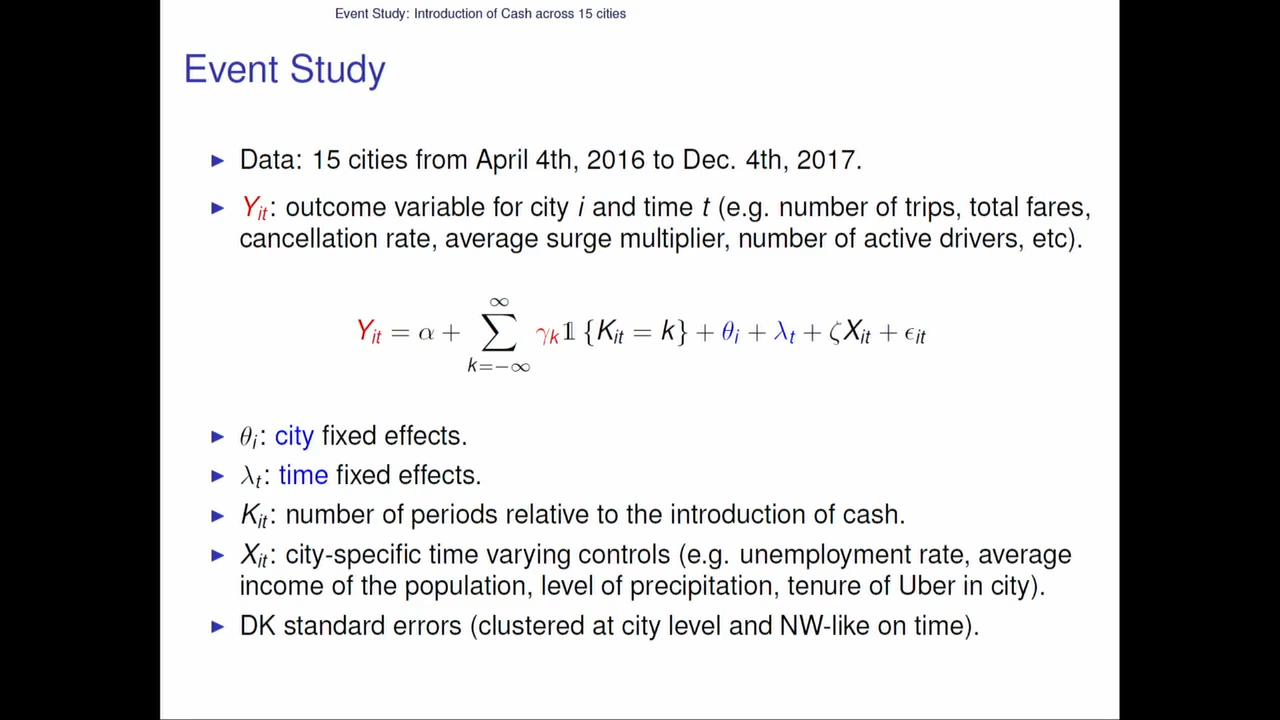 Event Study: Introduction of Cash across 15 cities
Event Study
▶ Data: 15 cities from April 4th, 2016 to Dec. 4th, 2017.
▶ Y_it: outcome variable for city i and time t (e.g. number of trips, total fares,
cancellation rate, average surge multiplier, number of active drivers, etc).
Y_it = α + ∑_{k=−∞}^{∞} γ_k 𝟙 {K_it = k} + θ_i + λ_t + ζX_it + ϵ_it
▶ θ_i: city fixed effects.
▶ λ_t: time fixed effects.
▶ K_it: number of periods relative to the introduction of cash.
▶ X_it: city-specific time varying controls (e.g. unemployment rate, average
income of the population, level of precipitation, tenure of Uber in city).
▶ DK standard errors (clustered at city level and NW-like on time).